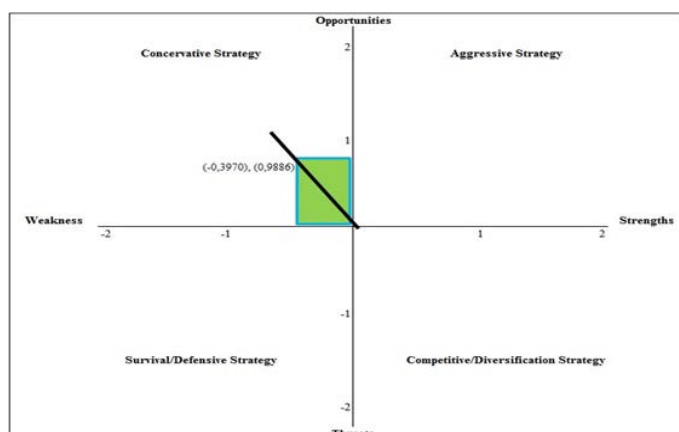 Opportunities
2
Concervative Strategy
Aggressive Strategy
1
(-0,3970), (0,9886)
Weakness
Strengths
-2
-1
1
2
-1
Survival/Defensive Strategy
Competitive/Diversification Strategy
-2